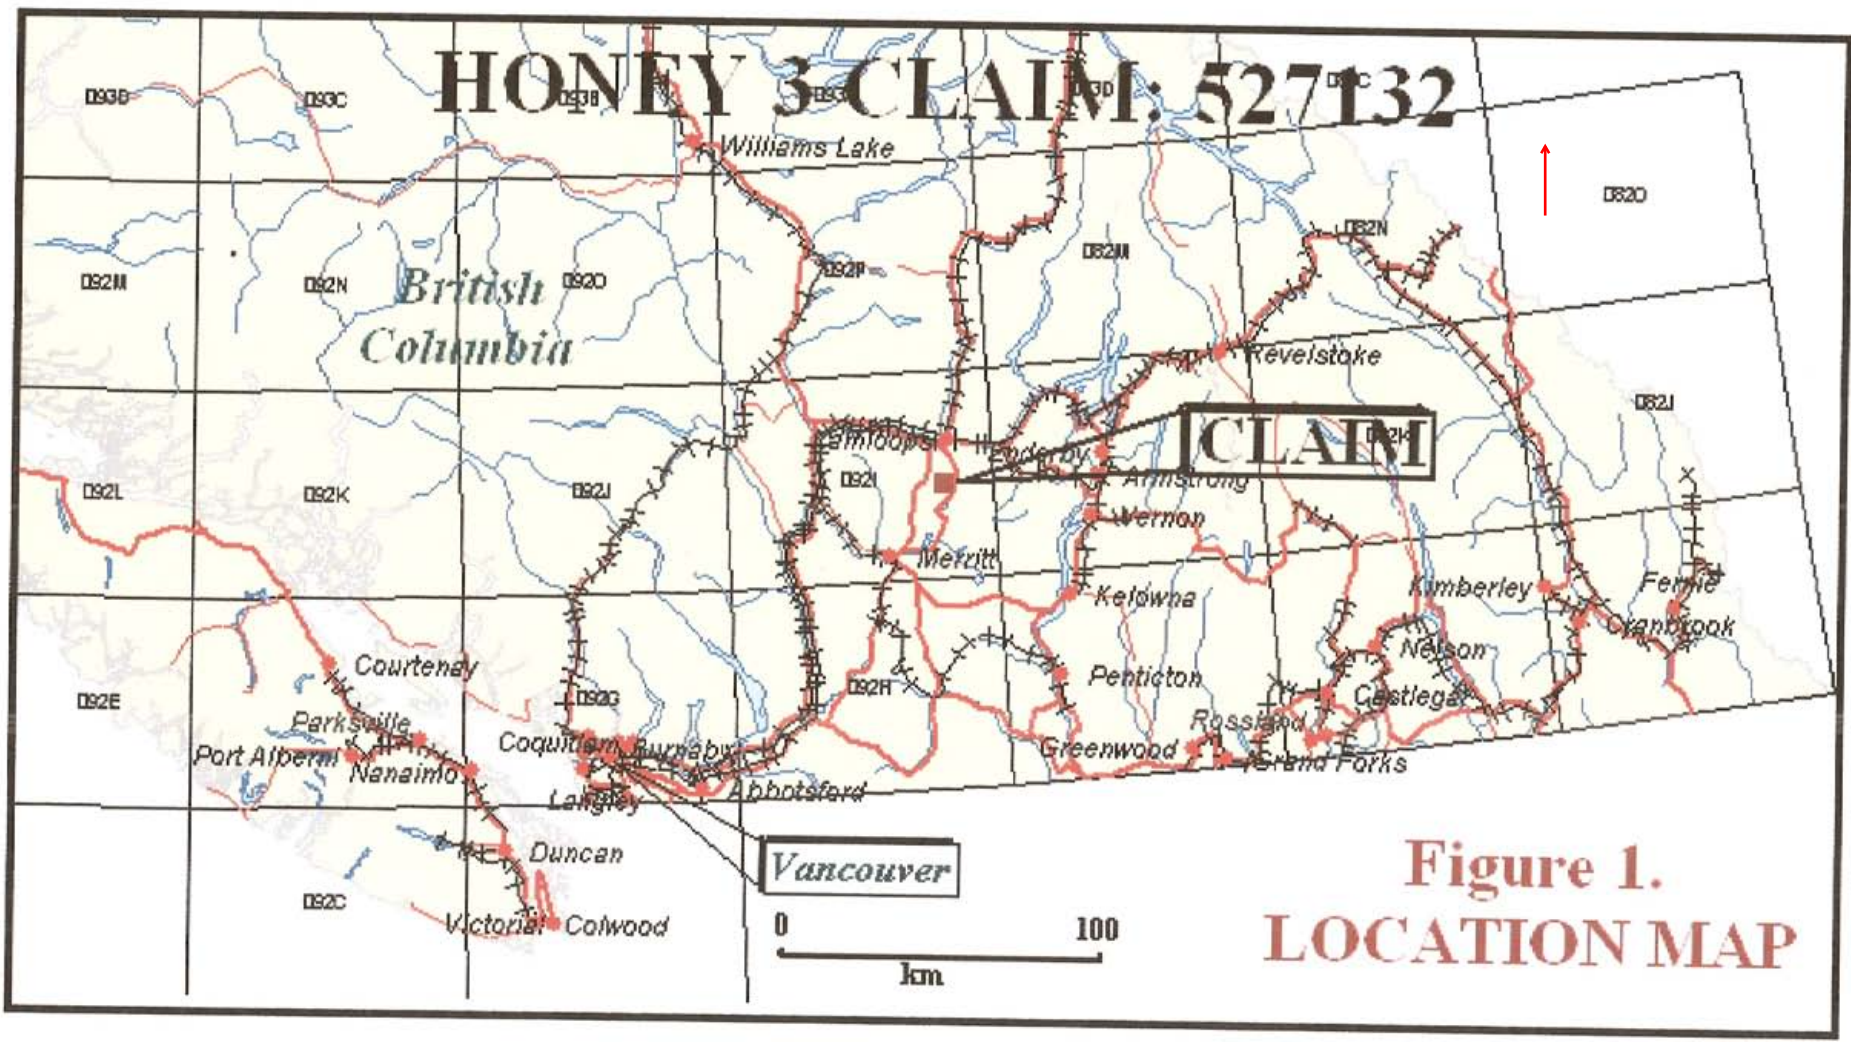 HONEY 3 CLAIM: 527132
093D
093C
093B
Williams Lake
082O
082N
082M
092M
092N
092O
092P
British
Columbia
Revelstoke
082J
CLAIM
Kamloops
Enderby
Armstrong
092L
092K
092J
092I
Vernon
Merritt
Kelowna
Kimberley
Fernie
Cranbrook
Nelson
Courtenay
Penticton
Castlegar
092E
092G
092H
Parksville
Rossland
Port Alberni
Nanaimo
Coquitlam
Burnaby
Greenwood
Grand Forks
Langley
Abbotsford
Duncan
Vancouver
092C
Victoria
Colwood
0 100
km
Figure 1.
LOCATION MAP